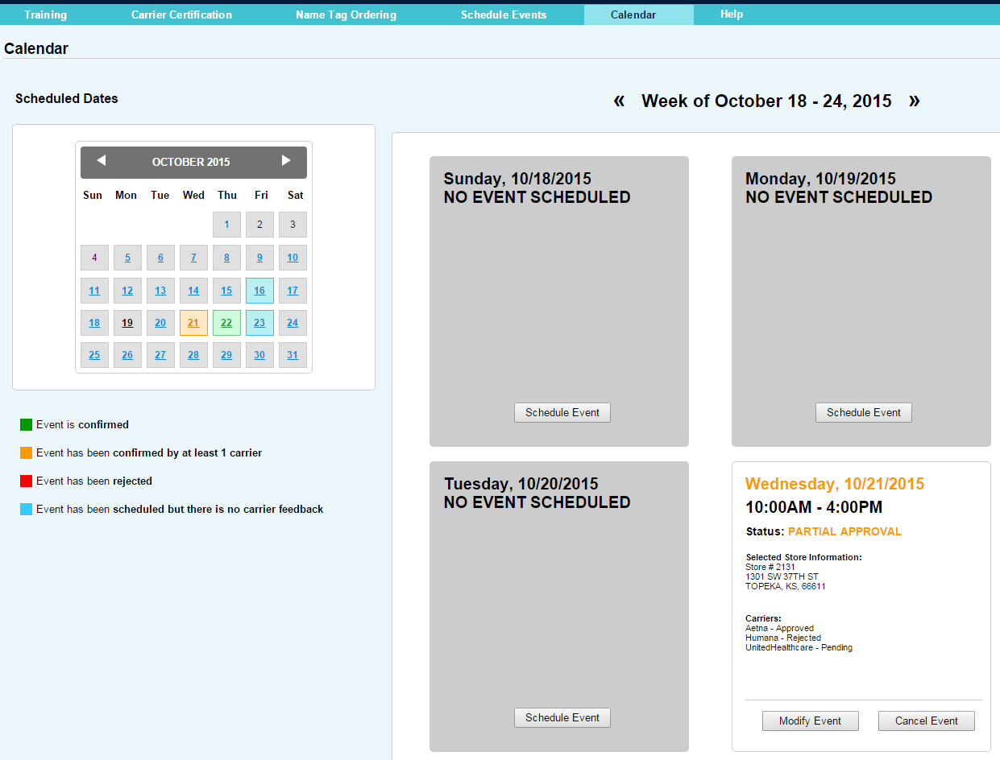 Training Carrier Certification Name Tag Ordering Schedule Events Calendar Help
Calendar
Scheduled Dates
« Week of October 18 - 24, 2015 »
OCTOBER 2015
Sun Mon Tue Wed Thu Fri Sat
1 2 3
4 5 6 7 8 9 10
11 12 13 14 15 16 17
18 19 20 21 22 23 24
25 26 27 28 29 30 31
Event is confirmed
Event has been confirmed by at least 1 carrier
Event has been rejected
Event has been scheduled but there is no carrier feedback
Sunday, 10/18/2015
NO EVENT SCHEDULED
Schedule Event
Monday, 10/19/2015
NO EVENT SCHEDULED
Schedule Event
Tuesday, 10/20/2015
NO EVENT SCHEDULED
Schedule Event
Wednesday, 10/21/2015
10:00AM - 4:00PM
Status: PARTIAL APPROVAL
Selected Store Information:
Store # 2131
1301 SW 37TH ST
TOPEKA, KS, 66611
Carriers:
Aetna - Approved
Humana - Rejected
UnitedHealthcare - Pending
Modify Event Cancel Event